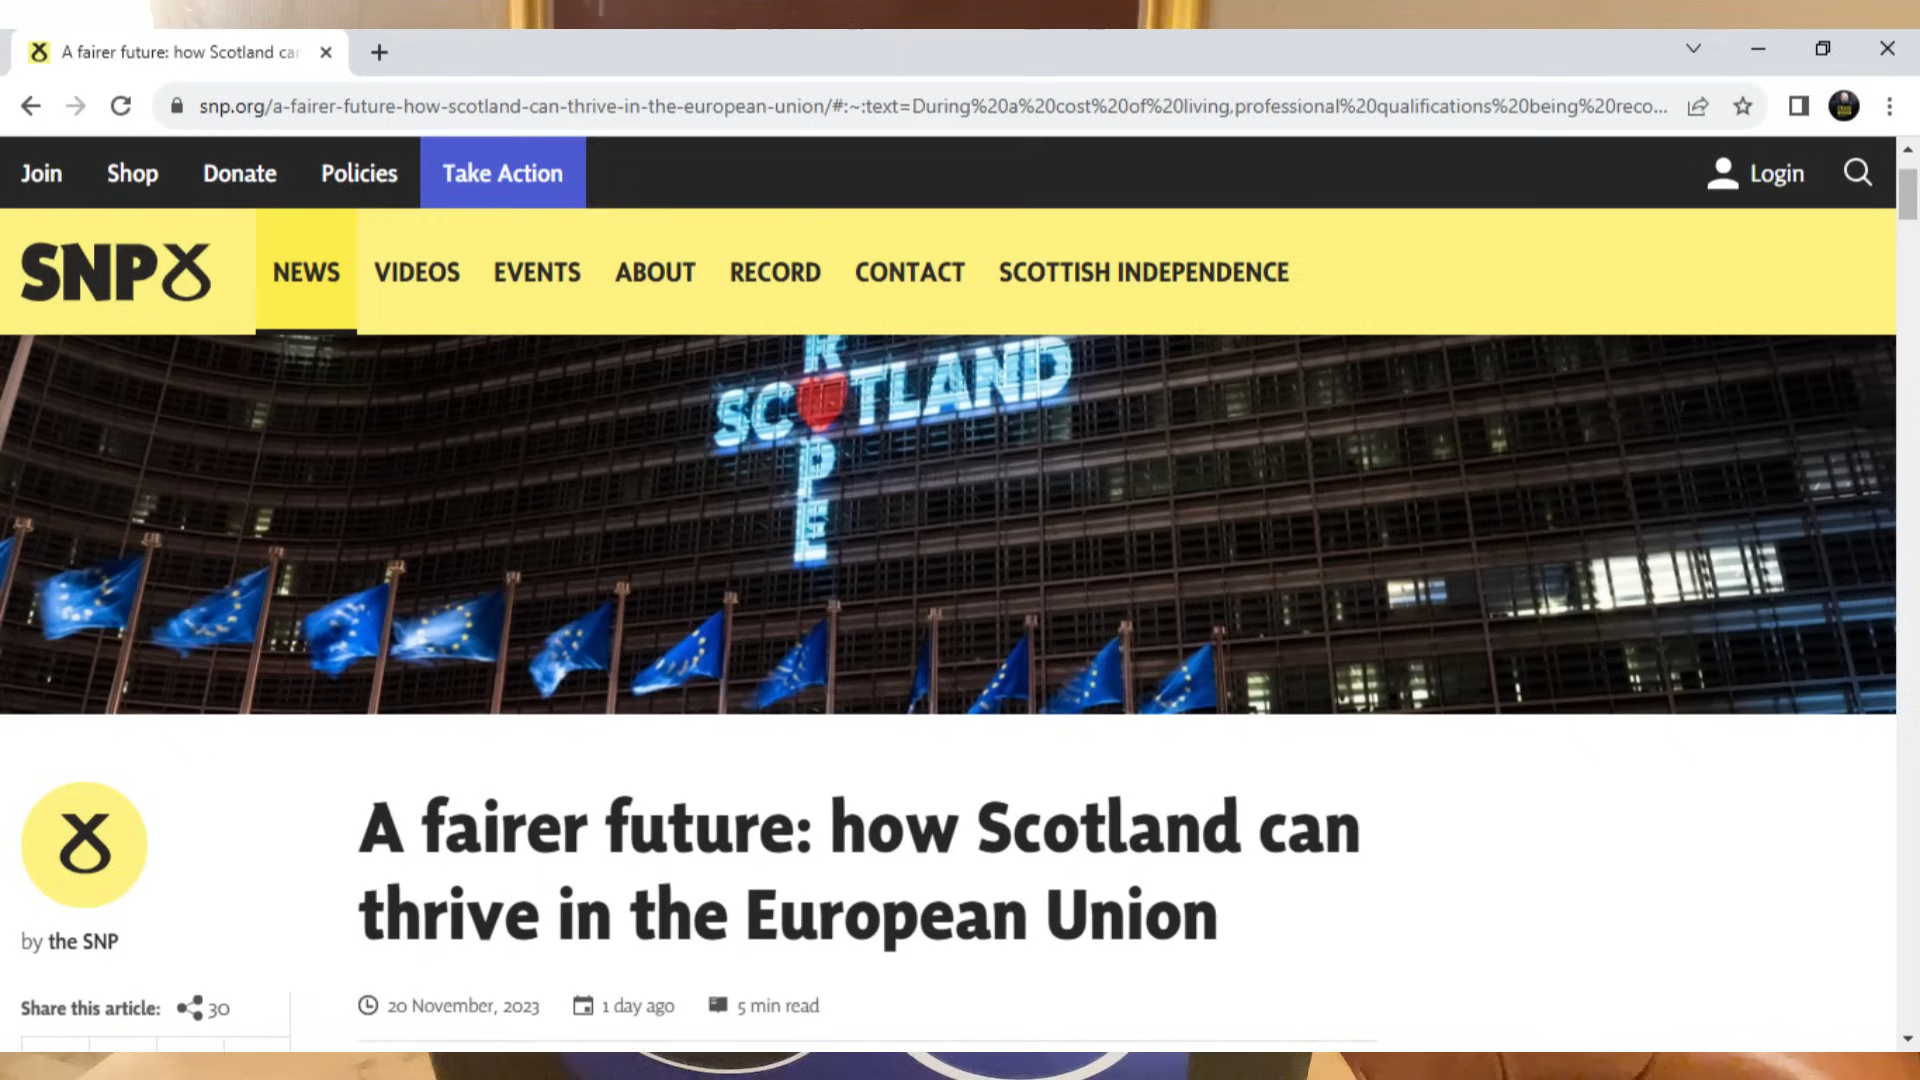 A fairer future: how Scotland car
snp.org/a-fairer-future-how-scotland-can-thrive-in-the-european-union/#:~:text=During%20a%20cost%20of%20living,professional%20qualifications%20being%20reco...
Join Shop Donate Policies Take Action Login
SNP NEWS VIDEOS EVENTS ABOUT RECORD CONTACT SCOTTISH INDEPENDENCE
SCOTLAND
R
PE
A fairer future: how Scotland can
thrive in the European Union
by the SNP
Share this article: 30
20 November, 2023 1 day ago 5 min read